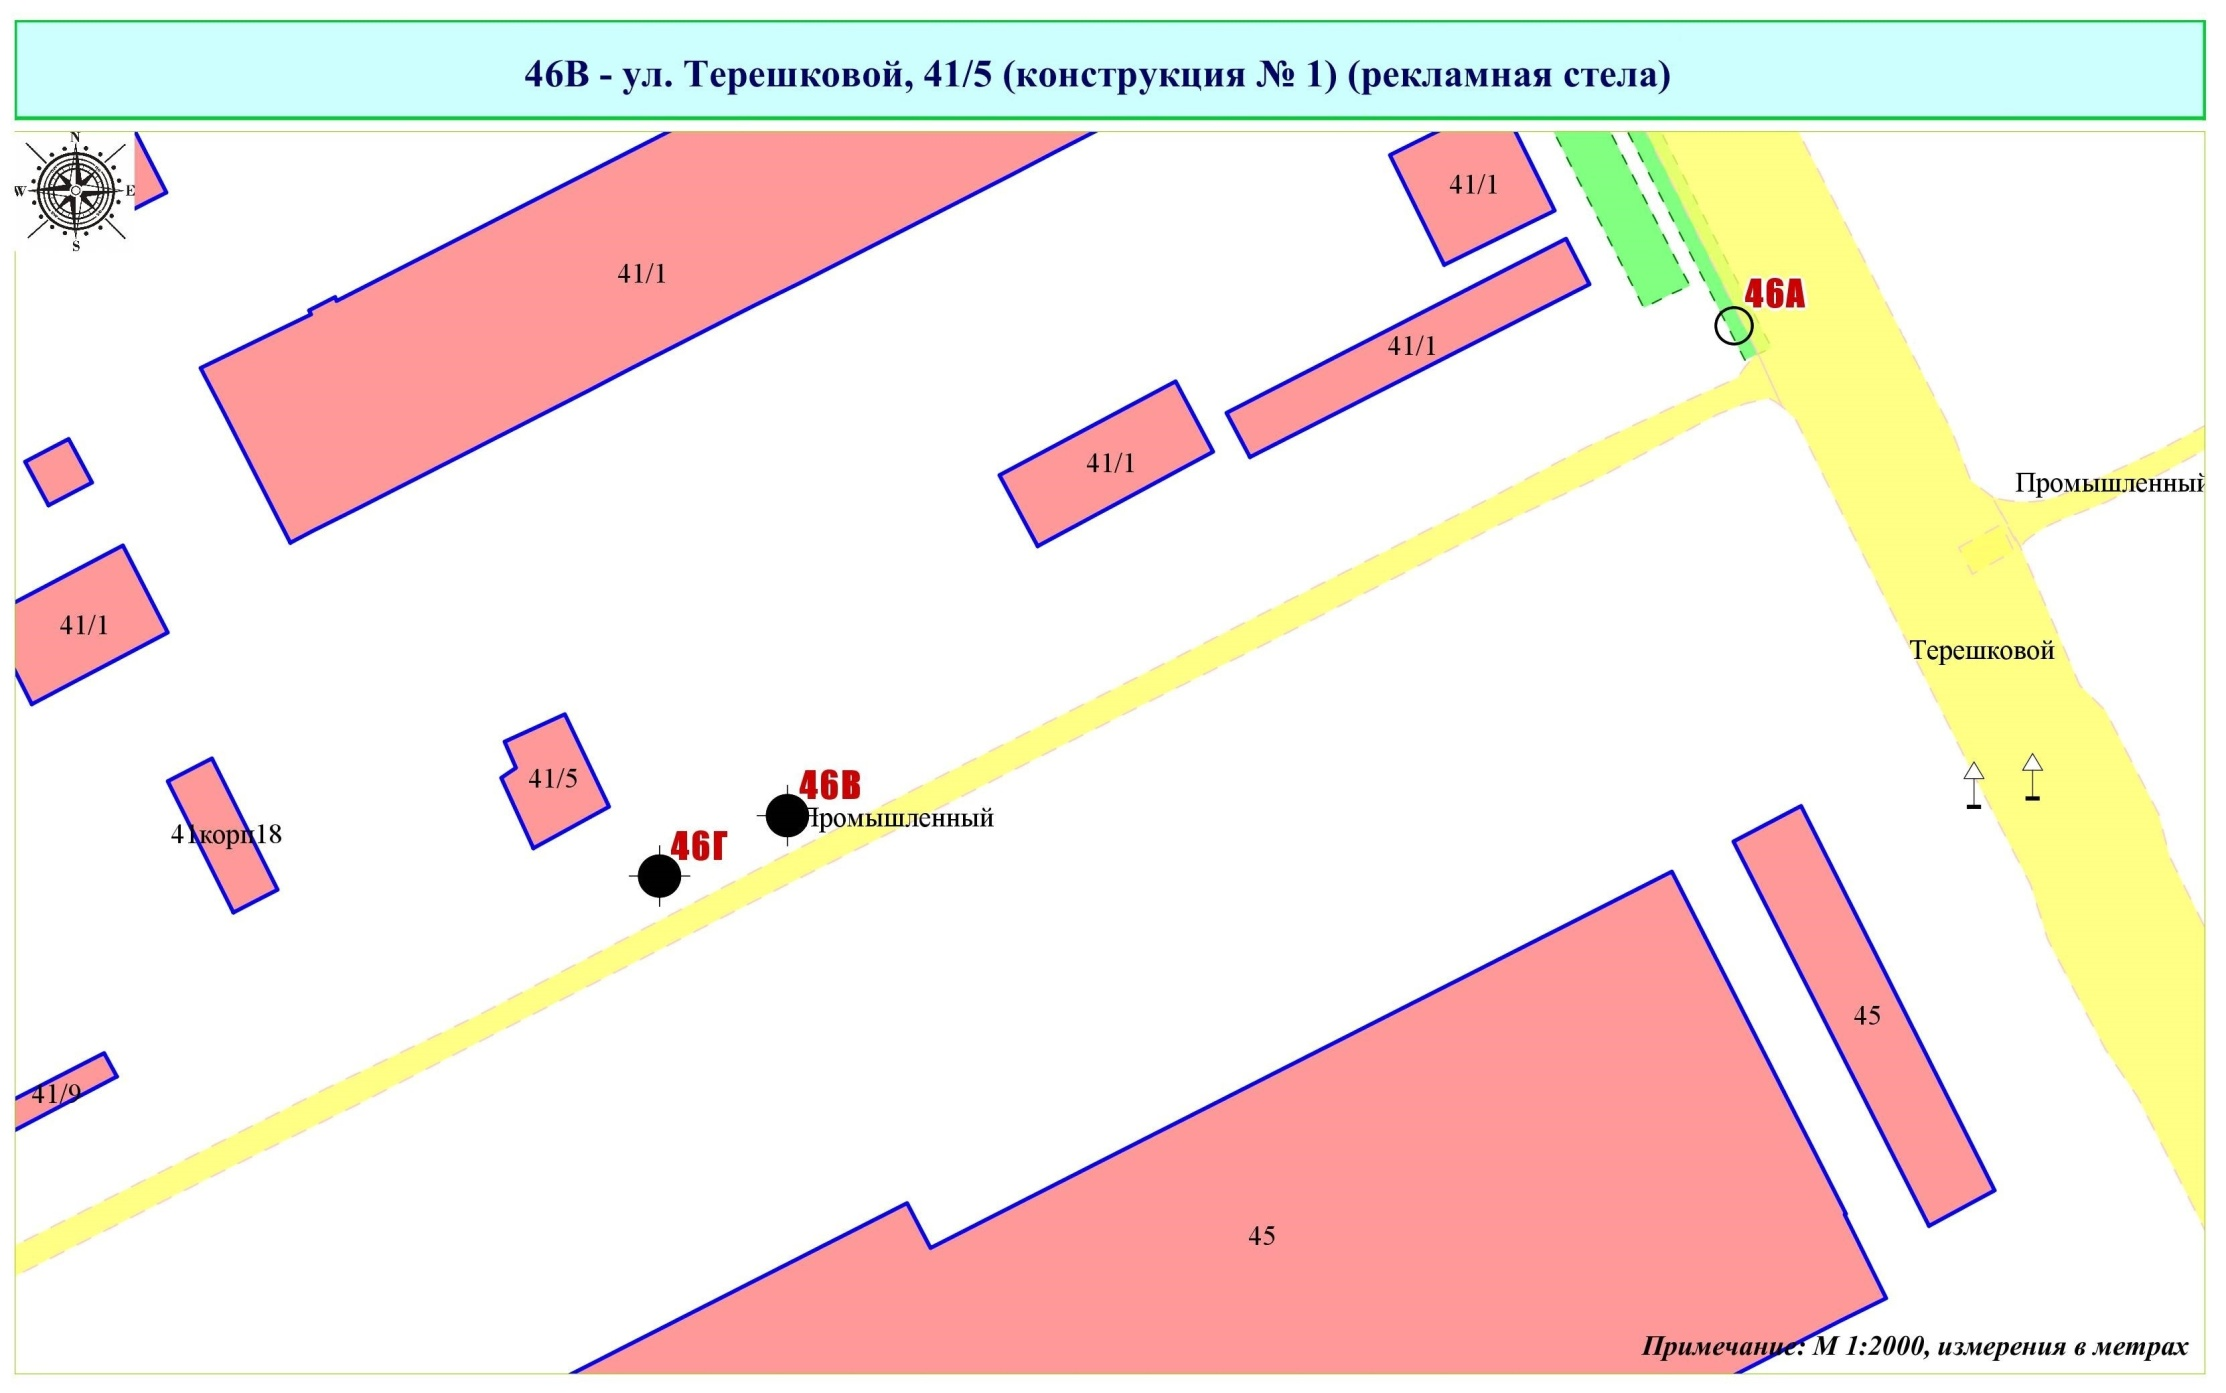 46В - ул. Терешковой, 41/5 (конструкция № 1) (рекламная стела)
N
W
E
S
41/1
41/1
46А
41/1
41/1
Промышленный
41/1
Терешковой
41/5
46В
Промышленный
41корп18
46Г
45
41/9
45
Примечание: М 1:2000, измерения в метрах